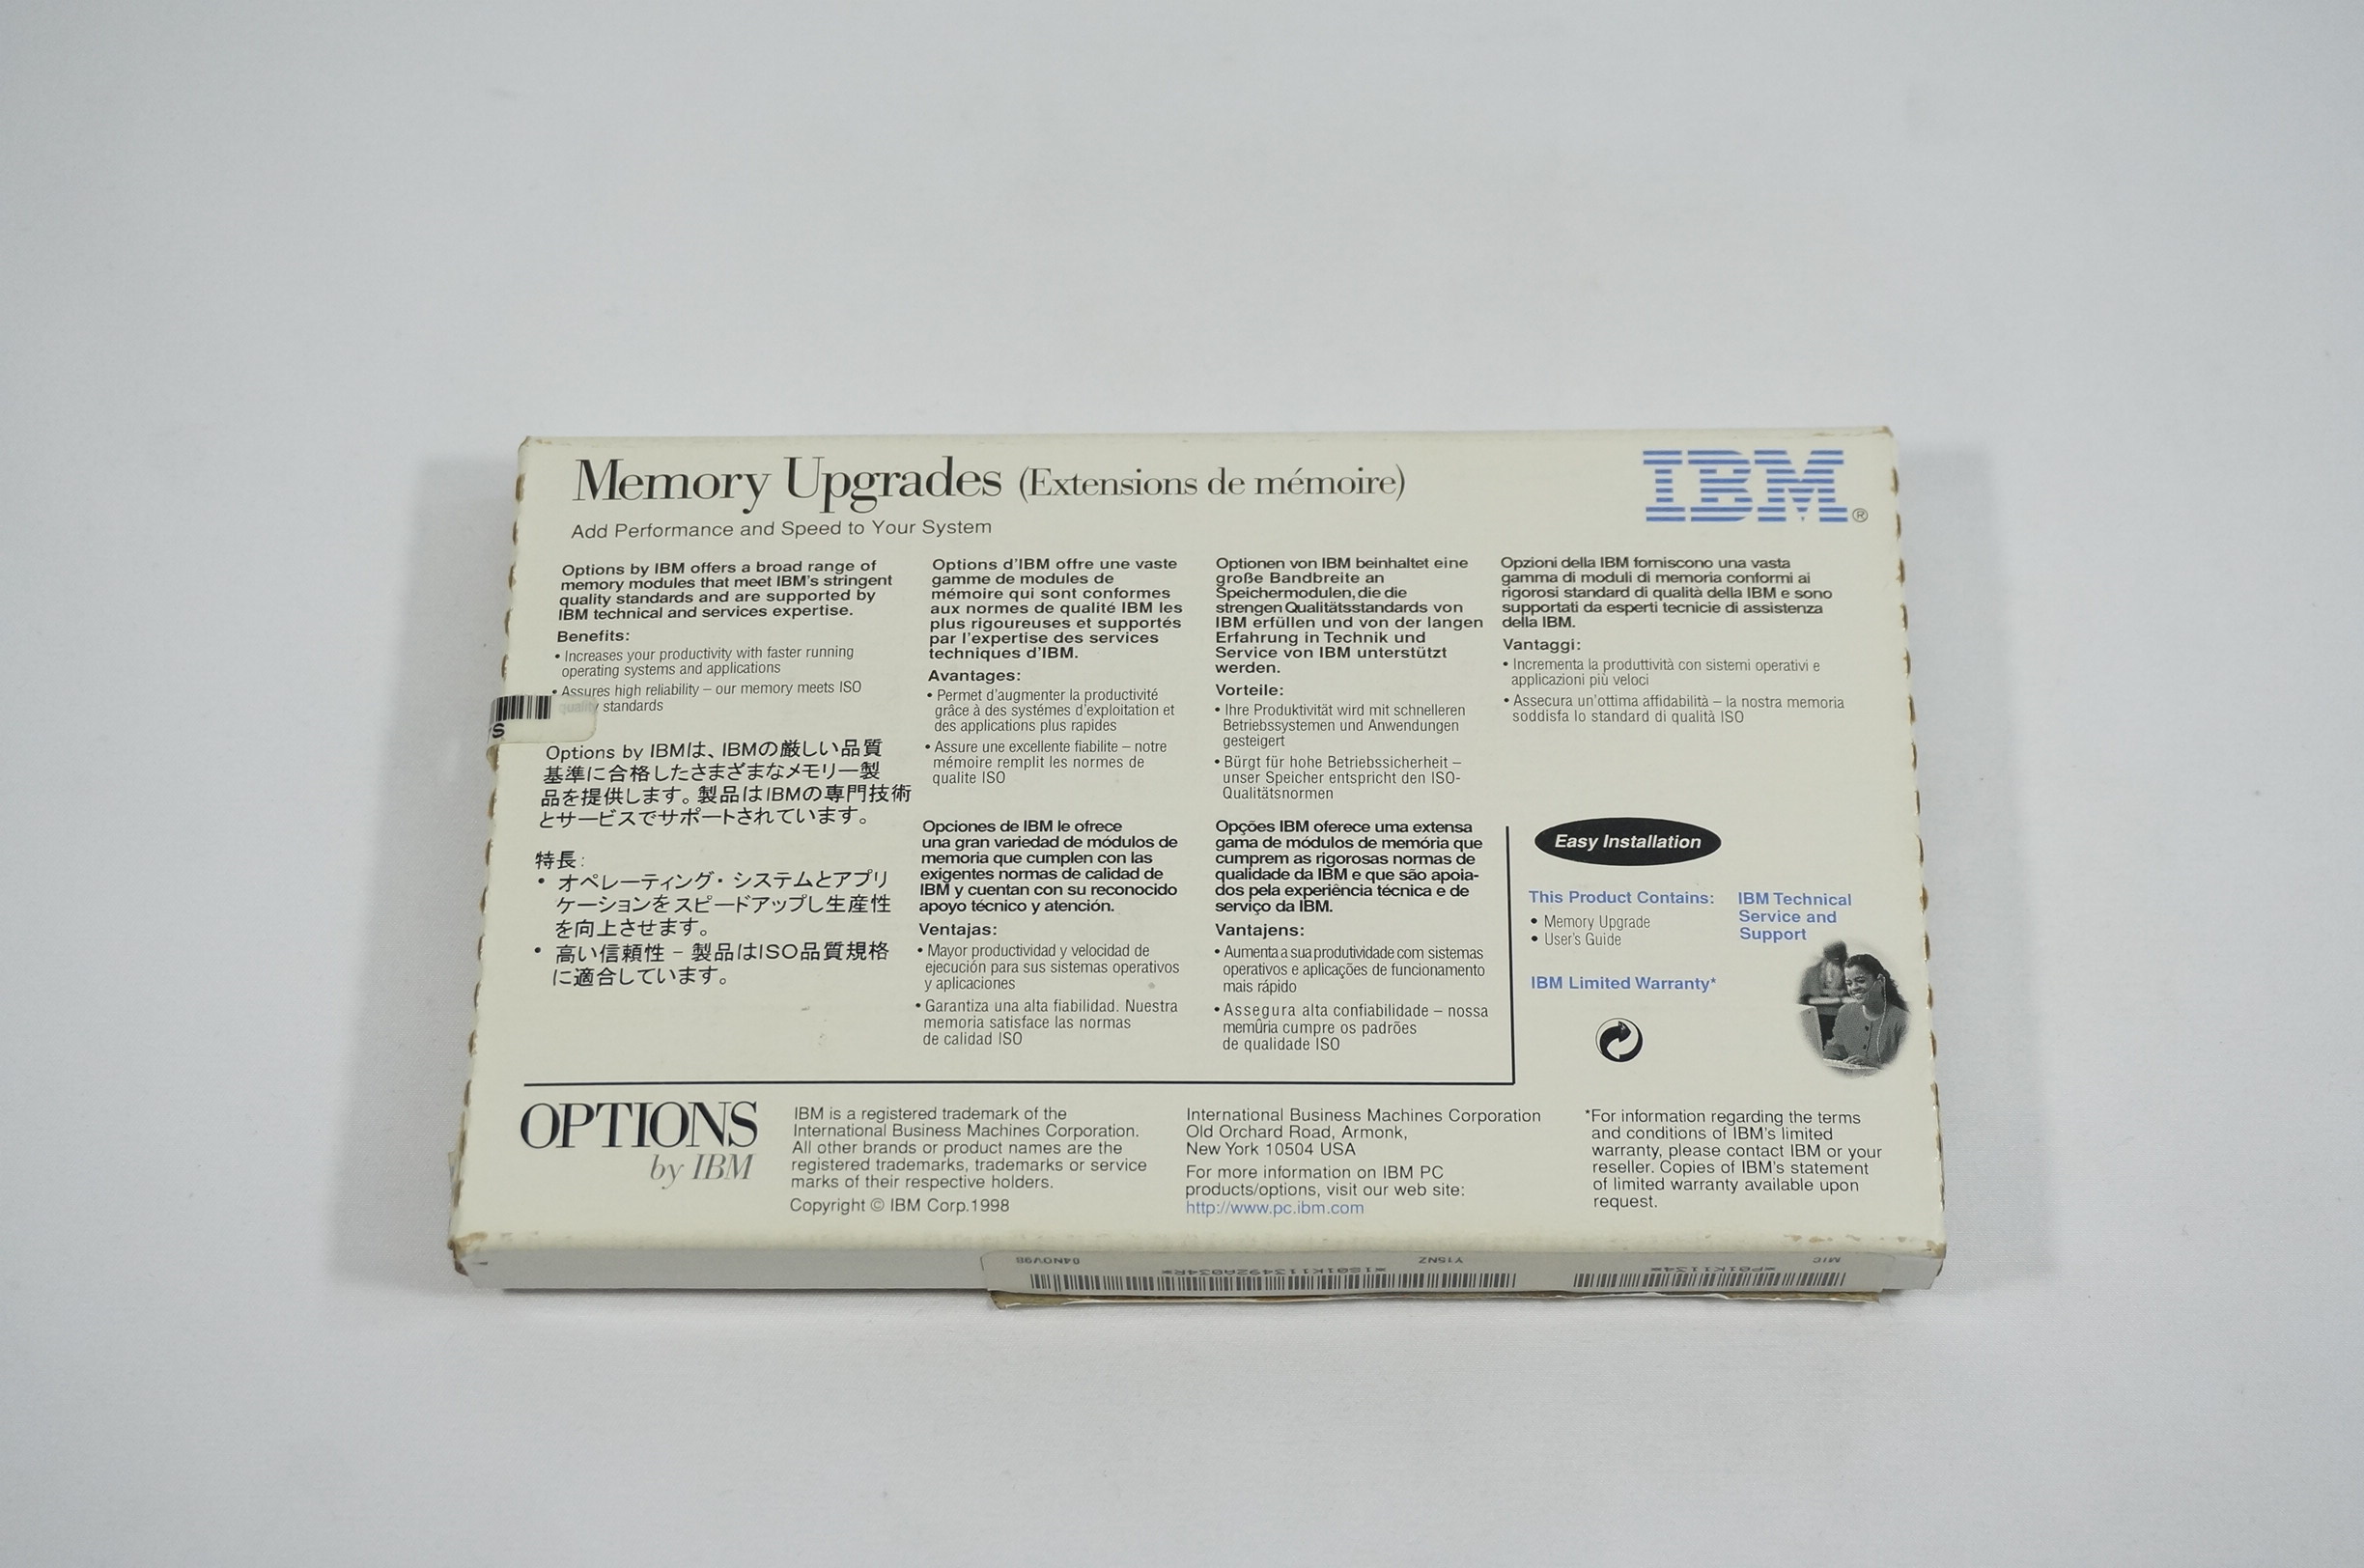 Memory Upgrades (Extensions de mémoire)
IBM®
Add Performance and Speed to Your System
Options by IBM offers a broad range of
memory modules that meet IBM's stringent
quality standards and are supported by
IBM technical and services expertise.
Benefits:
• Increases your productivity with faster running
operating systems and applications
• Assures high reliability – our memory meets ISO
quality standards
S
Options by IBMは、IBMの厳しい品質
基準に合格したさまざまなメモリー製
品を提供します。製品はIBMの専門技術
とサービスでサポートされています。
特長:
• オペレーティング・システムとアプリ
ケーションをスピードアップし生産性
を向上させます。
• 高い信頼性 – 製品はISO品質規格
に適合しています。
Options d'IBM offre une vaste
gamme de modules de
mémoire qui sont conformes
aux normes de qualité IBM les
plus rigoureuses et supportés
par l'expertise des services
techniques d'IBM.
Avantages:
• Permet d'augmenter la productivité
grâce à des systémes d'exploitation et
des applications plus rapides
• Assure une excellente fiabilite – notre
mémoire remplit les normes de
qualite ISO
Opciones de IBM le ofrece
una gran variedad de módulos de
memoria que cumplen con las
exigentes normas de calidad de
IBM y cuentan con su reconocido
apoyo técnico y atención.
Ventajas:
• Mayor productividad y velocidad de
ejecución para sus sistemas operativos
y aplicaciones
• Garantiza una alta fiabilidad. Nuestra
memoria satisface las normas
de calidad ISO
Optionen von IBM beinhaltet eine
große Bandbreite an
Speichermodulen, die die
strengen Qualitätsstandards von
IBM erfüllen und von der langen
Erfahrung in Technik und
Service von IBM unterstützt
werden.
Vorteile:
• Ihre Produktivität wird mit schnelleren
Betriebssystemen und Anwendungen
gesteigert
• Bürgt für hohe Betriebssicherheit –
unser Speicher entspricht den ISO-
Qualitätsnormen
Opções IBM oferece uma extensa
gama de módulos de memória que
cumprem as rigorosas normas de
qualidade da IBM e que são apoia-
dos pela experiência técnica e de
serviço da IBM.
Vantajens:
• Aumenta a sua produtividade com sistemas
operativos e aplicações de funcionamento
mais rápido
• Assegura alta confiabilidade – nossa
memûria cumpre os padrões
de qualidade ISO
Opzioni della IBM forniscono una vasta
gamma di moduli di memoria conformi ai
rigorosi standard di qualità della IBM e sono
supportati da esperti tecnicie di assistenza
della IBM.
Vantaggi:
• Incrementa la produttività con sistemi operativi e
applicazioni più veloci
• Assecura un'ottima affidabilità – la nostra memoria
soddisfa lo standard di qualità ISO
Easy Installation
This Product Contains:
• Memory Upgrade
• User's Guide
IBM Limited Warranty*
IBM Technical
Service and
Support
OPTIONS
by IBM
IBM is a registered trademark of the
International Business Machines Corporation.
All other brands or product names are the
registered trademarks, trademarks or service
marks of their respective holders.
Copyright © IBM Corp.1998
International Business Machines Corporation
Old Orchard Road, Armonk,
New York 10504 USA
For more information on IBM PC
products/options, visit our web site:
http://www.pc.ibm.com
*For information regarding the terms
and conditions of IBM's limited
warranty, please contact IBM or your
reseller. Copies of IBM's statement
of limited warranty available upon
request.
MIC
Y15NZ
04NOV98
*P01K1134*